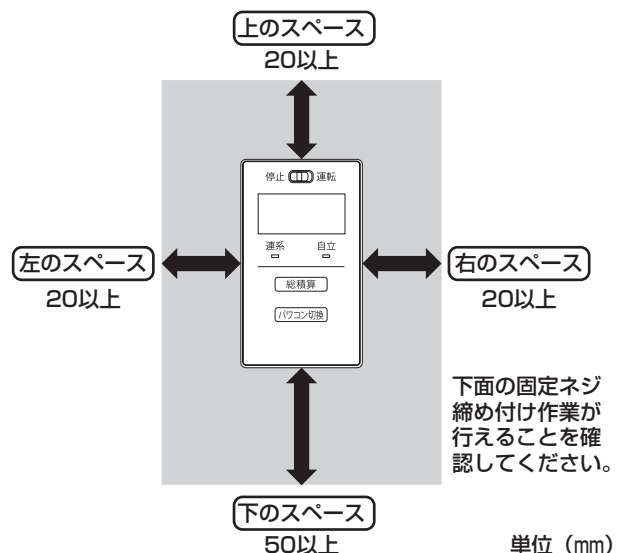 上のスペース
20以上
停止 運転
連系 自立
総積算
パワコン切換
左のスペース
20以上
右のスペース
20以上
下面の固定ネジ
締め付け作業が
行えることを確
認してください。
下のスペース
50以上
単位（mm）